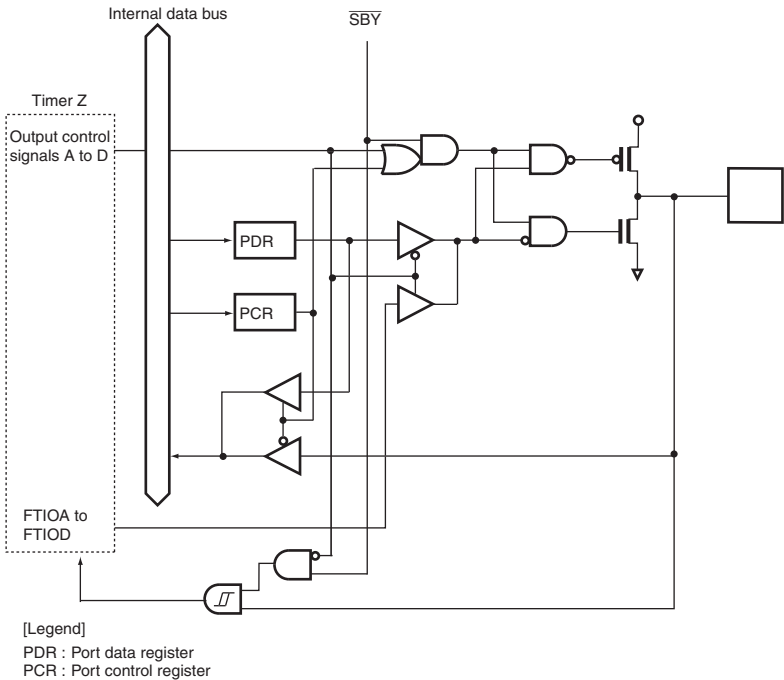 Internal data bus
SBY
Timer Z
Output control
signals A to D
PDR
PCR
FTIOA to
FTIOD
[Legend]
PDR : Port data register
PCR : Port control register